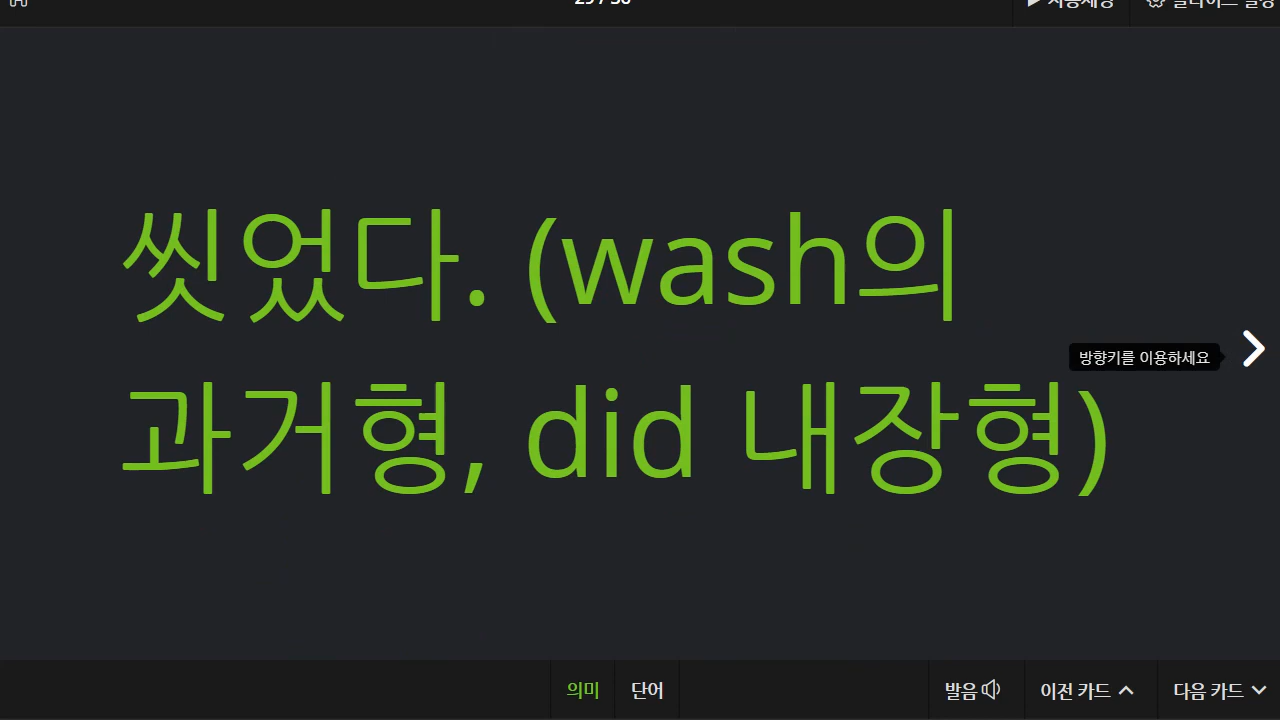 씻었다. (wash의
과거형, did 내장형)
방향키를 이용하세요
의미
단어
발음
이전 카드
다음 카드